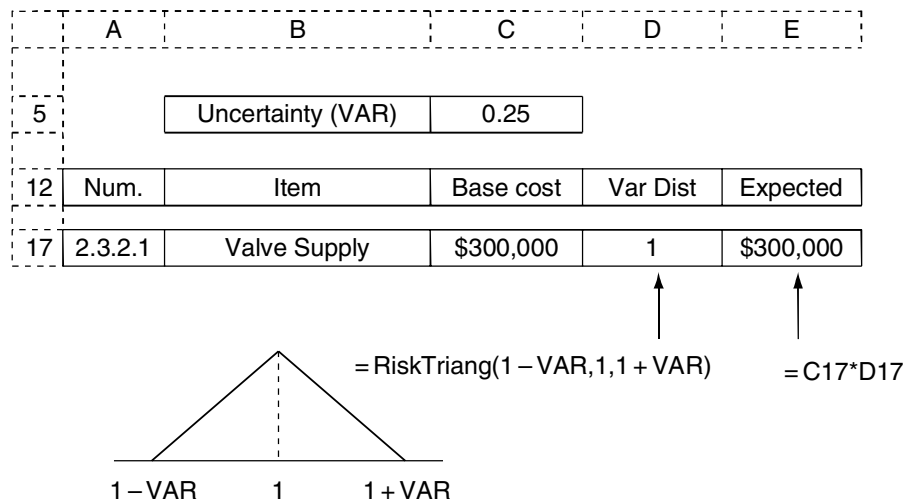 A B C D E
5 Uncertainty (VAR) 0.25
12 Num. Item Base cost Var Dist Expected
17 2.3.2.1 Valve Supply $300,000 1 $300,000
=RiskTriang(1–VAR,1,1+VAR)
=C17*D17
1–VAR 1 1+VAR